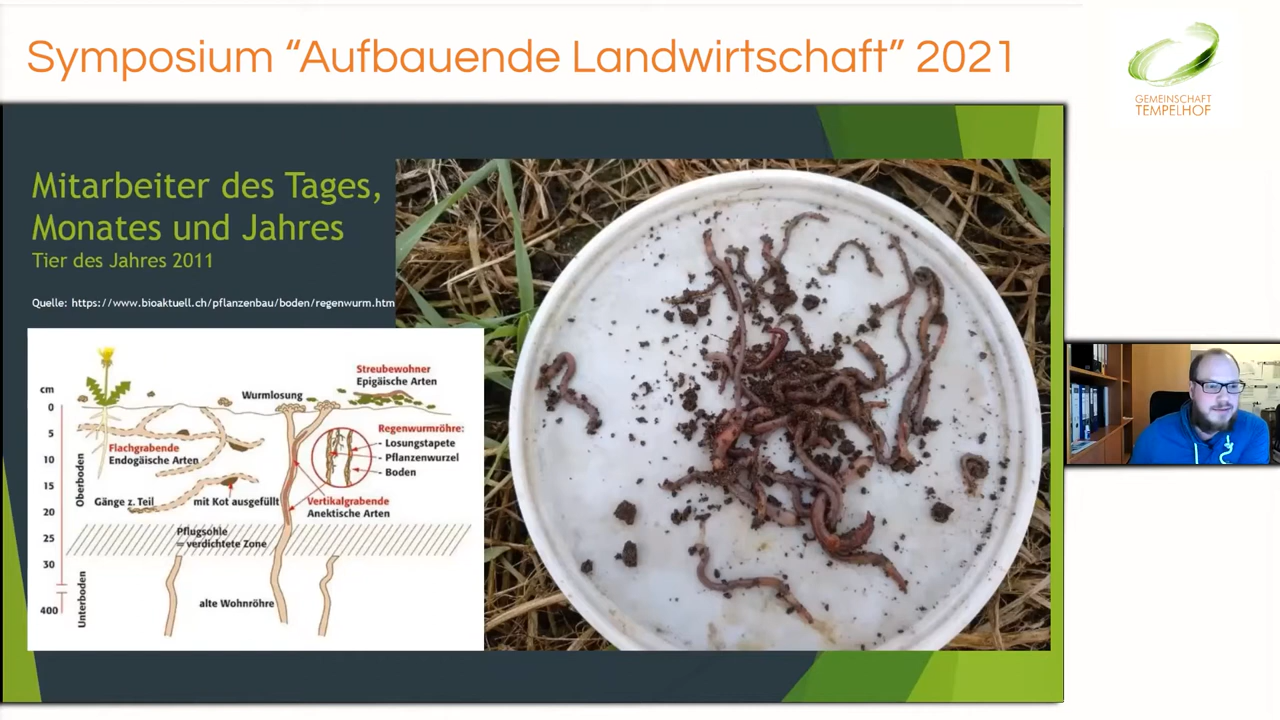 Symposium “Aufbauende Landwirtschaft” 2021
GEMEINSCHAFT
TEMPELHOF
Mitarbeiter des Tages,
Monates und Jahres
Tier des Jahres 2011
Quelle: https://www.bioaktuell.ch/pflanzenbau/boden/regenwurm.htm
Streubewohner
Epigäische Arten
Wurmlosung
cm
0
5
10
15
20
25
30
400
Oberboden
Unterboden
Flachgrabende
Endogäische Arten
Regenwurmröhre:
- Losungstapete
- Pflanzenwurzel
- Boden
Gänge z. Teil
mit Kot ausgefüllt
Vertikalgrabende
Anektische Arten
Pflugsohle
= verdichtete Zone
alte Wohnröhre